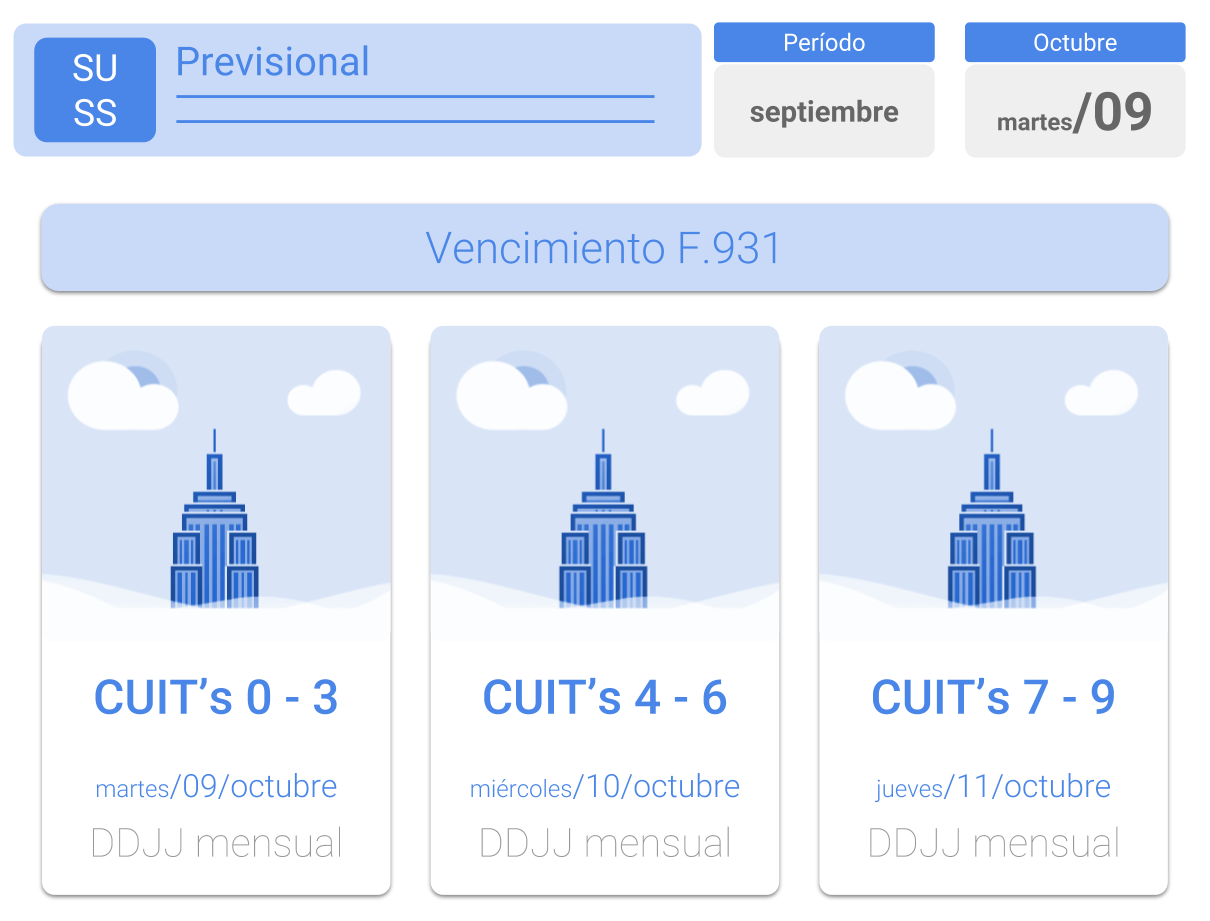 SU
SS
Previsional
Período
septiembre
Octubre
martes/09
Vencimiento F.931
CUIT’s 0 - 3
martes/09/octubre
DDJJ mensual
CUIT’s 4 - 6
miércoles/10/octubre
DDJJ mensual
CUIT’s 7 - 9
jueves/11/octubre
DDJJ mensual